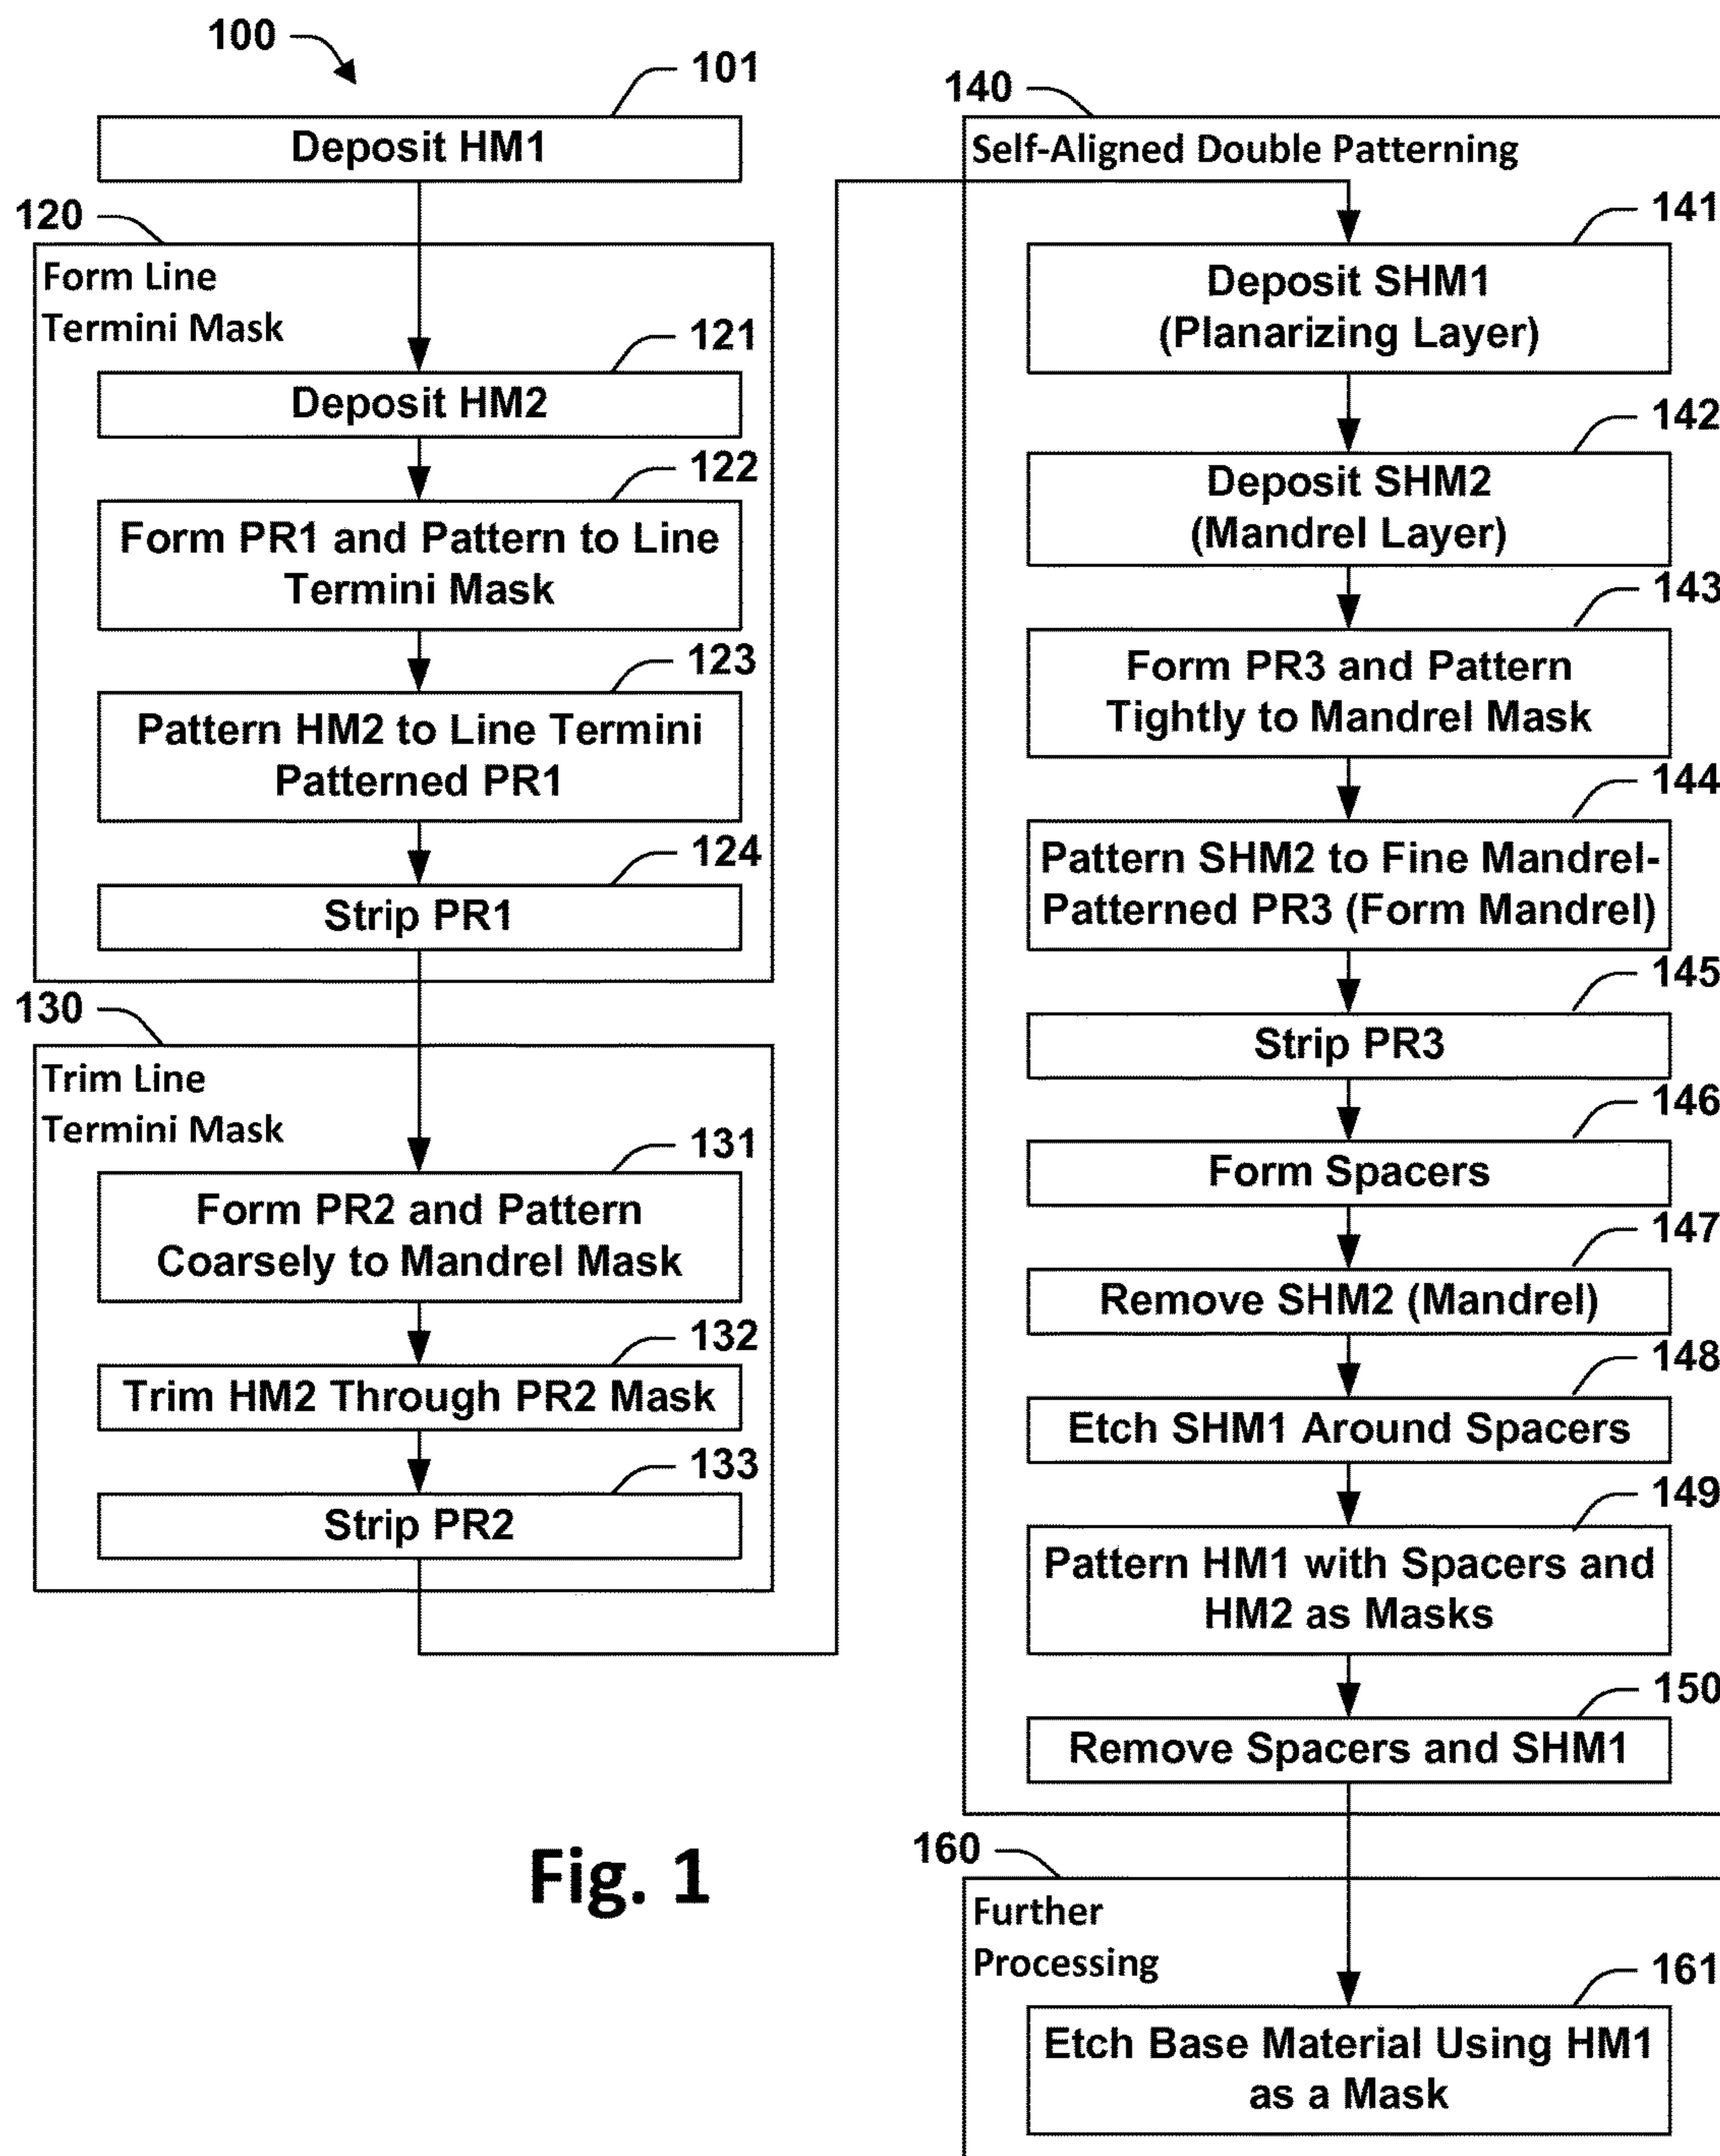 100
101
Deposit HM1
120
Form Line
Termini Mask
121
Deposit HM2
122
Form PR1 and Pattern to Line
Termini Mask
123
Pattern HM2 to Line Termini
Patterned PR1
124
Strip PR1
130
Trim Line
Termini Mask
131
Form PR2 and Pattern
Coarsely to Mandrel Mask
132
Trim HM2 Through PR2 Mask
133
Strip PR2
140
Self-Aligned Double Patterning
141
Deposit SHM1
(Planarizing Layer)
142
Deposit SHM2
(Mandrel Layer)
143
Form PR3 and Pattern
Tightly to Mandrel Mask
144
Pattern SHM2 to Fine Mandrel-
Patterned PR3 (Form Mandrel)
145
Strip PR3
146
Form Spacers
147
Remove SHM2 (Mandrel)
148
Etch SHM1 Around Spacers
149
Pattern HM1 with Spacers and
HM2 as Masks
150
Remove Spacers and SHM1
160
Further
Processing
161
Etch Base Material Using HM1
as a Mask
Fig. 1